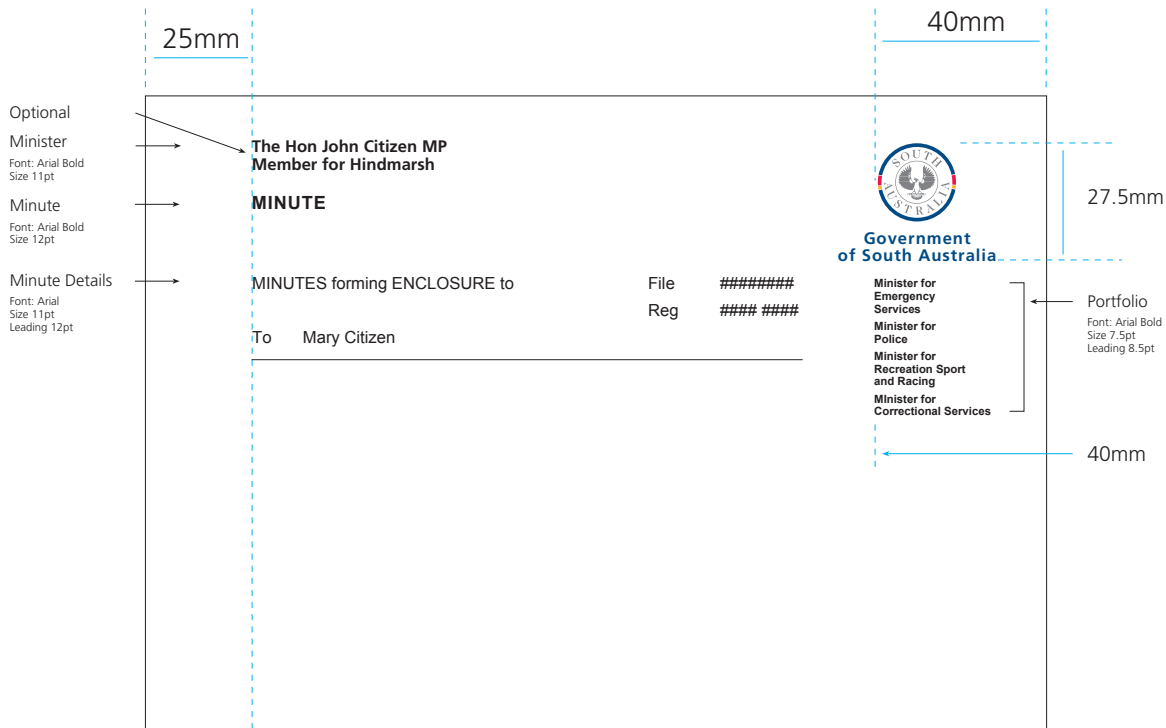 25mm
40mm
Optional
Minister
Font: Arial Bold
Size 11pt
Minute
Font: Arial Bold
Size 12pt
Minute Details
Font: Arial
Size 11pt
Leading 12pt
The Hon John Citizen MP
Member for Hindmarsh
MINUTE
MINUTES forming ENCLOSURE to
File ########
Reg #### ####
To Mary Citizen
SOUTH
AUSTRALIA
Government
of South Australia
27.5mm
Minister for
Emergency
Services
Minister for
Police
Minister for
Recreation Sport
and Racing
MInister for
Correctional Services
Portfolio
Font: Arial Bold
Size 7.5pt
Leading 8.5pt
40mm